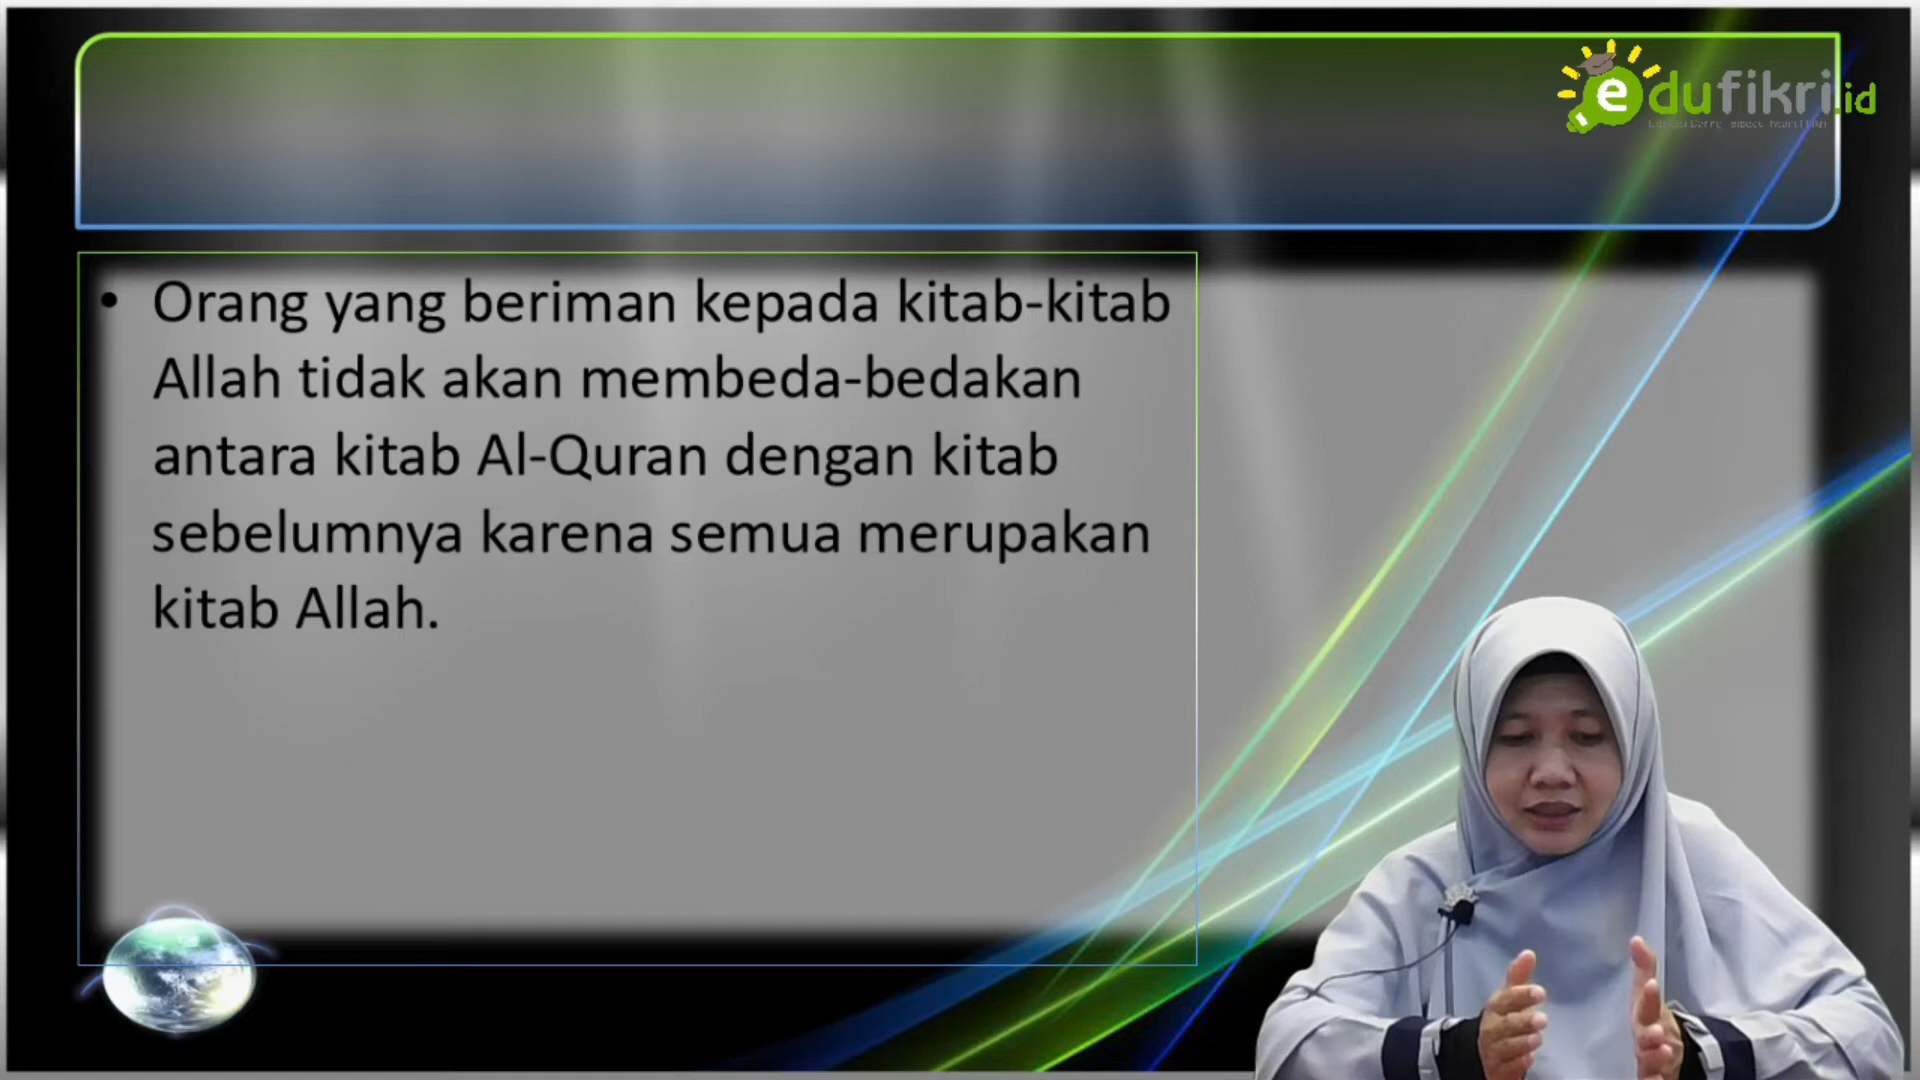 edufikri.id
• Orang yang beriman kepada kitab-kitab
Allah tidak akan membeda-bedakan
antara kitab Al-Quran dengan kitab
sebelumnya karena semua merupakan
kitab Allah.